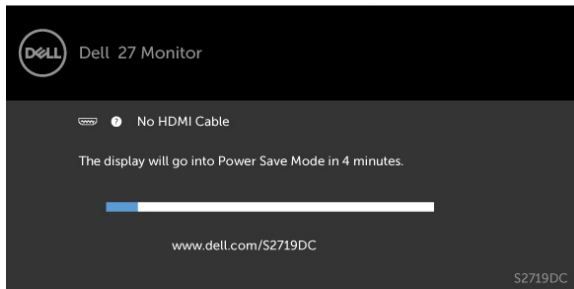 DELL Dell 27 Monitor
? No HDMI Cable
The display will go into Power Save Mode in 4 minutes.
www.dell.com/S2719DC
S2719DC